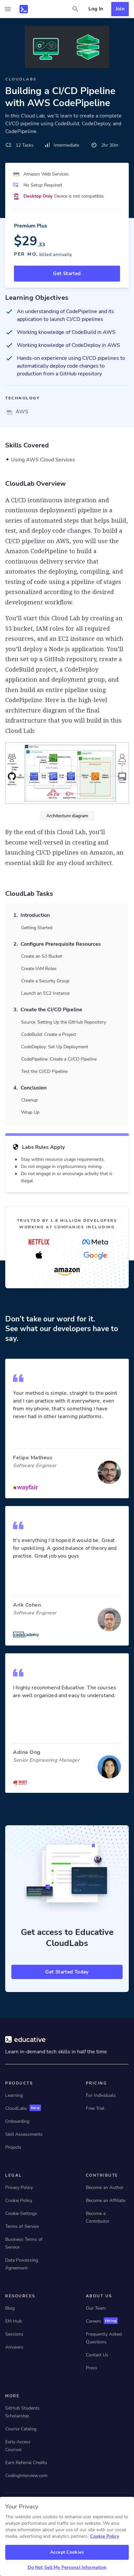 Log In
Join
CLOUDLABS
Building a CI/CD Pipeline
with AWS CodePipeline
In this Cloud Lab, we'll learn to create a complete
CI/CD pipeline using CodeBuild, CodeDeploy, and
CodePipeline.
12 Tasks
Intermediate
2hr 30m
Amazon Web Services
No Setup Required
Desktop Only Device is not compatible.
Premium Plus
$29.33
PER MO, billed annually
Get Started
Learning Objectives
An understanding of CodePipeline and its
application to launch CI/CD pipelines
Working knowledge of CodeBuild in AWS
Working knowledge of CodeDeploy in AWS
Hands-on experience using CI/CD pipelines to
automatically deploy code changes to
production from a GitHub repository
TECHNOLOGY
AWS
Skills Covered
Using AWS Cloud Services
CloudLab Overview
A CI/CD (continuous integration and
continuous deployment) pipeline is a
series of automated steps that helps build,
test, and deploy code changes. To set up a
CI/CD pipeline on AWS, you will use the
Amazon CodePipeline to build a
continuous delivery service that
automates the deploying, compiling, and
testing of code. This process ensures code
is promoted according to the desired
development workflow.
You'll start this Cloud Lab by creating an
S3 bucket, IAM roles for all required
components, and an EC2 instance on which
you'll deploy a Node.js application. You'll
then set up a GitHub repository, a
CodeBuild project, and a CodeDeploy
application, a deployment group, and
combine everything in an AWS
CodePipeline. Here is the high-level
architecture diagram of the final
infrastructure that you'll create in this
Cloud Lab:
Architecture diagram
By the end of this Cloud Lab, you'll
become well-versed in creating and
launching CI/CD pipelines on Amazon, an
essential skill for any cloud architect.
CloudLab Tasks
1. Introduction
Getting Started
2. Configure Prerequisite Resources
Create an S3 Bucket
Create IAM Roles
Create a Security Group
Launch an EC2 Instance
3. Create the CI/CD Pipeline
Source: Setting Up the GitHub Repository
CodeBuild: Create a Project
CodeDeploy: Set Up Deployment
CodePipeline: Create a CI/CD Pipeline
Test the CI/CD Pipeline
4. Conclusion
Cleanup
Wrap Up
Labs Rules Apply
Stay within resource usage requirements.
Do not engage in cryptocurrency mining.
Do not engage in or encourage activity that is
illegal.
TRUSTED BY 1.8 MILLION DEVELOPERS
WORKING AT COMPANIES INCLUDING
NETFLIX
Meta
Google
amazon
Don't take our word for it.
See what our developers have to
say.
Your method is simple, straight to the point
and I can practice with it everywhere, even
from my phone, that's something I have
never had on other learning platforms.
Felipe Matheus
Software Engineer
wayfair
It's everything I'd hoped it would be. Great
for upskilling. A good balance of theory and
practice. Great job you guys
Arik Cohen
Software Engineer
codecademy
I highly recommend Educative. The courses
are well organized and easy to understand.
Adina Ong
Senior Engineering Manager
Get access to Educative
CloudLabs
Get Started Today
educative
Learn in-demand tech skills in half the time
PRODUCTS
Learning
CloudLabs New
Onboarding
Skill Assessments
Projects
PRICING
For Individuals
Free Trial
LEGAL
Privacy Policy
Cookie Policy
Cookie Settings
Terms of Service
Business Terms of
Service
Data Processing
Agreement
CONTRIBUTE
Become an Author
Become an Affiliate
Become a
Contributor
RESOURCES
Blog
EM Hub
Sessions
Answers
ABOUT US
Our Team
Careers Hiring
Frequently Asked
Questions
Contact Us
Press
MORE
GitHub Students
Scholarship
Course Catalog
Early Access
Courses
Earn Referral Credits
CodingInterview.com
Your Privacy
This website uses cookies to enhance user experience and to
analyze performance and traffic on our website. We may also
share information about your use of our site with our social
media, advertising and analytics partners. Cookie Policy
Accept Cookies
Do Not Sell My Personal Information